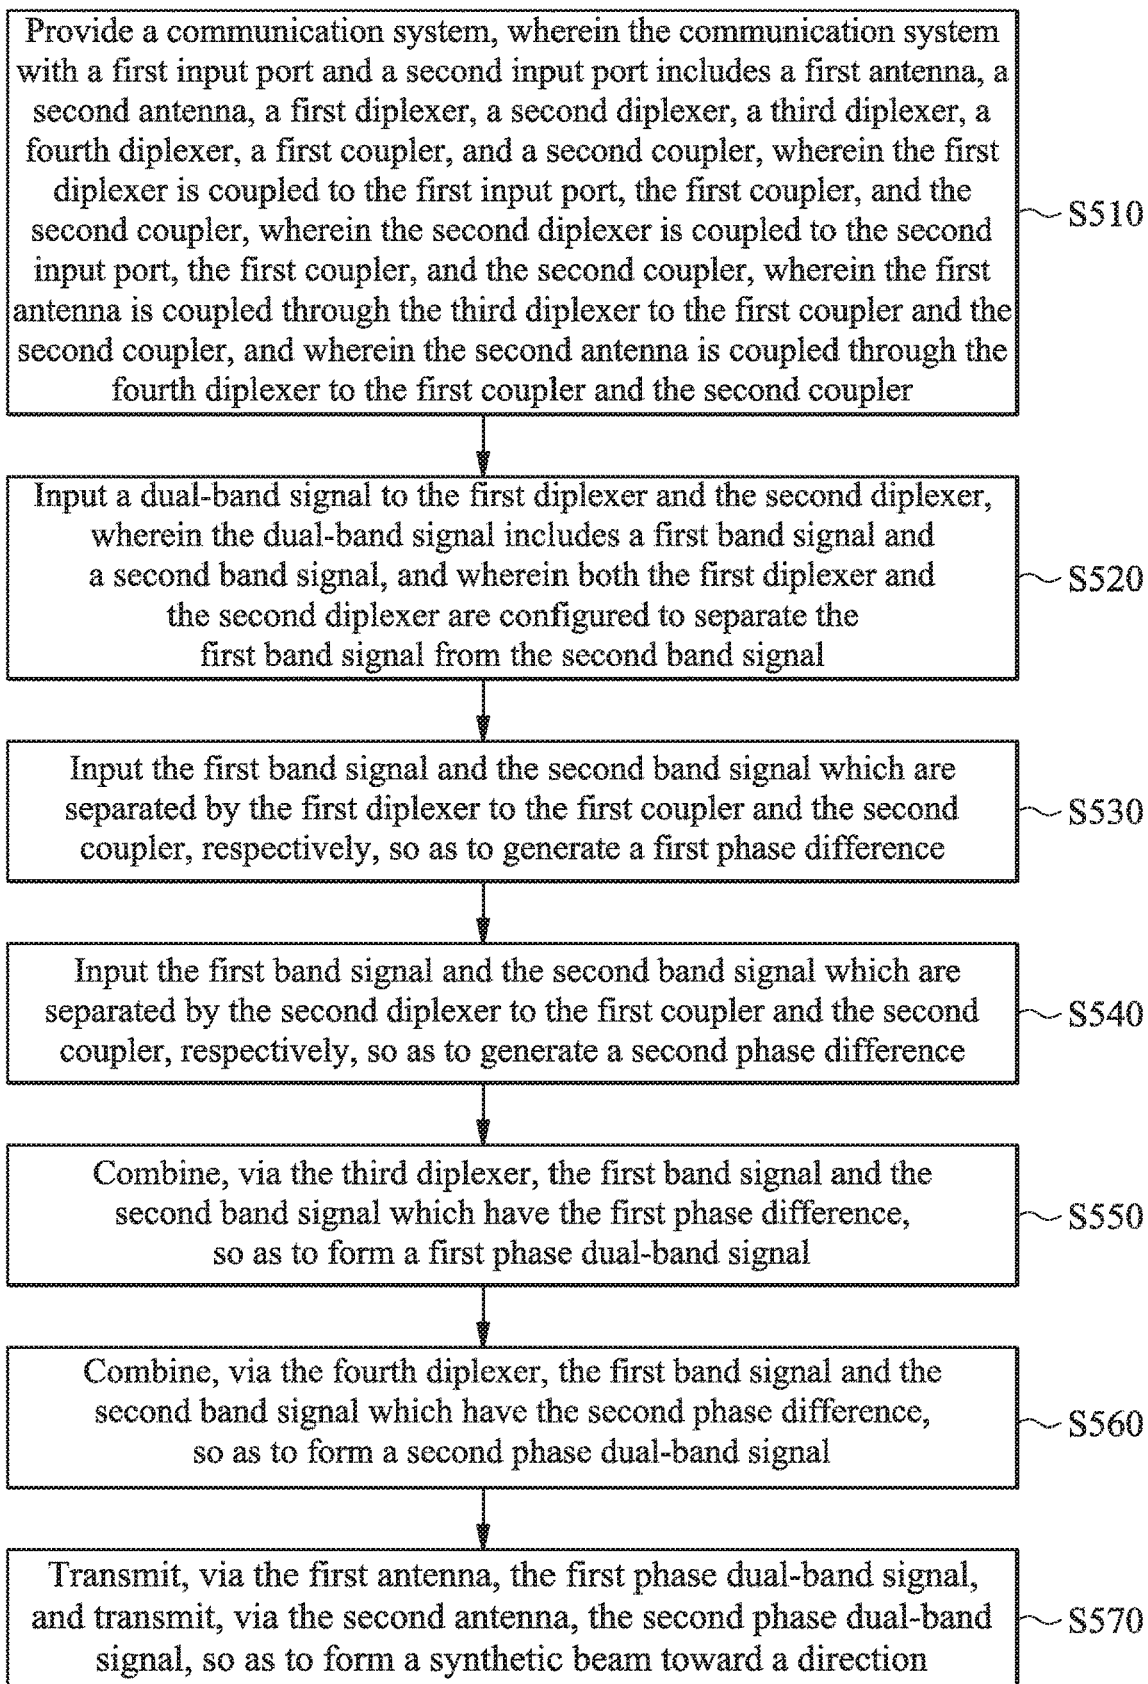 Provide a communication system, wherein the communication system
with a first input port and a second input port includes a first antenna, a
second antenna, a first diplexer, a second diplexer, a third diplexer, a
fourth diplexer, a first coupler, and a second coupler, wherein the first
diplexer is coupled to the first input port, the first coupler, and the
second coupler, wherein the second diplexer is coupled to the second
input port, the first coupler, and the second coupler, wherein the first
antenna is coupled through the third diplexer to the first coupler and the
second coupler, and wherein the second antenna is coupled through the
fourth diplexer to the first coupler and the second coupler
S510
Input a dual-band signal to the first diplexer and the second diplexer,
wherein the dual-band signal includes a first band signal and
a second band signal, and wherein both the first diplexer and
the second diplexer are configured to separate the
first band signal from the second band signal
S520
Input the first band signal and the second band signal which are
separated by the first diplexer to the first coupler and the second
coupler, respectively, so as to generate a first phase difference
S530
Input the first band signal and the second band signal which are
separated by the second diplexer to the first coupler and the second
coupler, respectively, so as to generate a second phase difference
S540
Combine, via the third diplexer, the first band signal and the
second band signal which have the first phase difference,
so as to form a first phase dual-band signal
S550
Combine, via the fourth diplexer, the first band signal and the
second band signal which have the second phase difference,
so as to form a second phase dual-band signal
S560
Transmit, via the first antenna, the first phase dual-band signal,
and transmit, via the second antenna, the second phase dual-band
signal, so as to form a synthetic beam toward a direction
S570